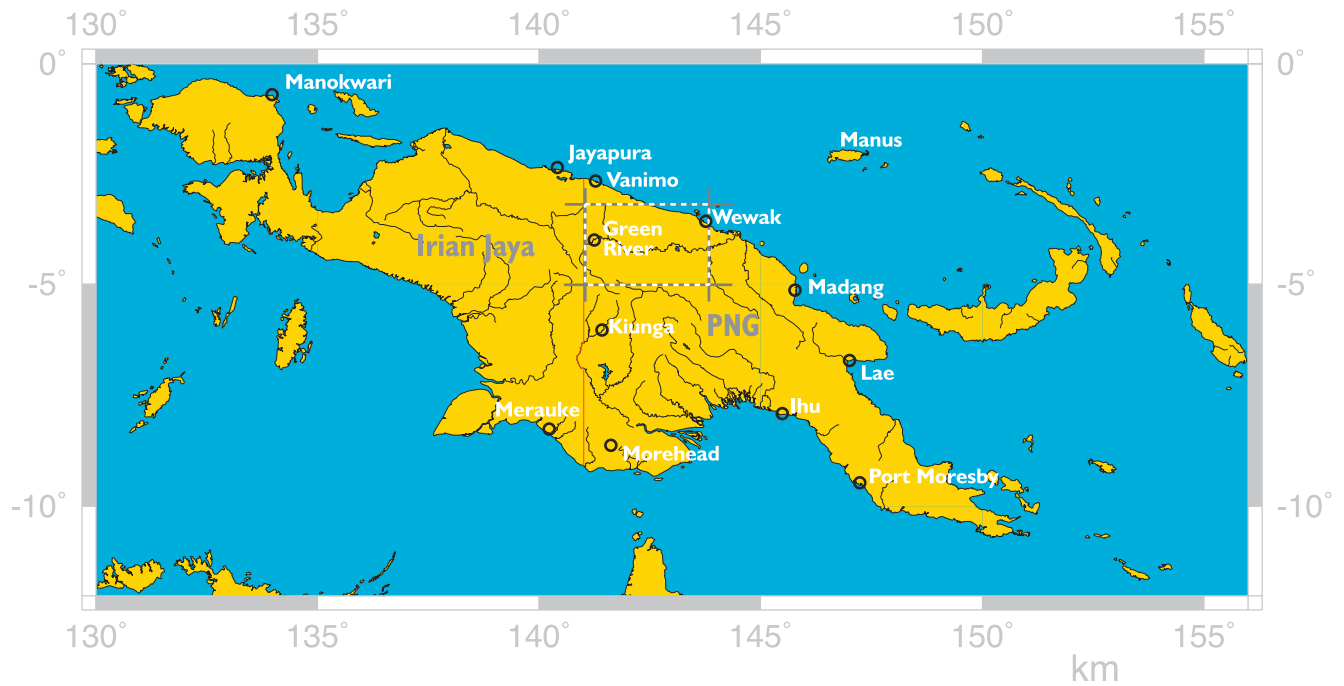 130° 135° 140° 145° 150° 155°
0° 0°
Manokwari
Manus
Jayapura
Vanimo
Wewak
Green
River
Irian Jaya
-5° -5°
Madang
PNG
Kiunga
Lae
Merauke
Ihu
Morehead
Port Moresby
-10° -10°
130° 135° 140° 145° 150° 155°
km